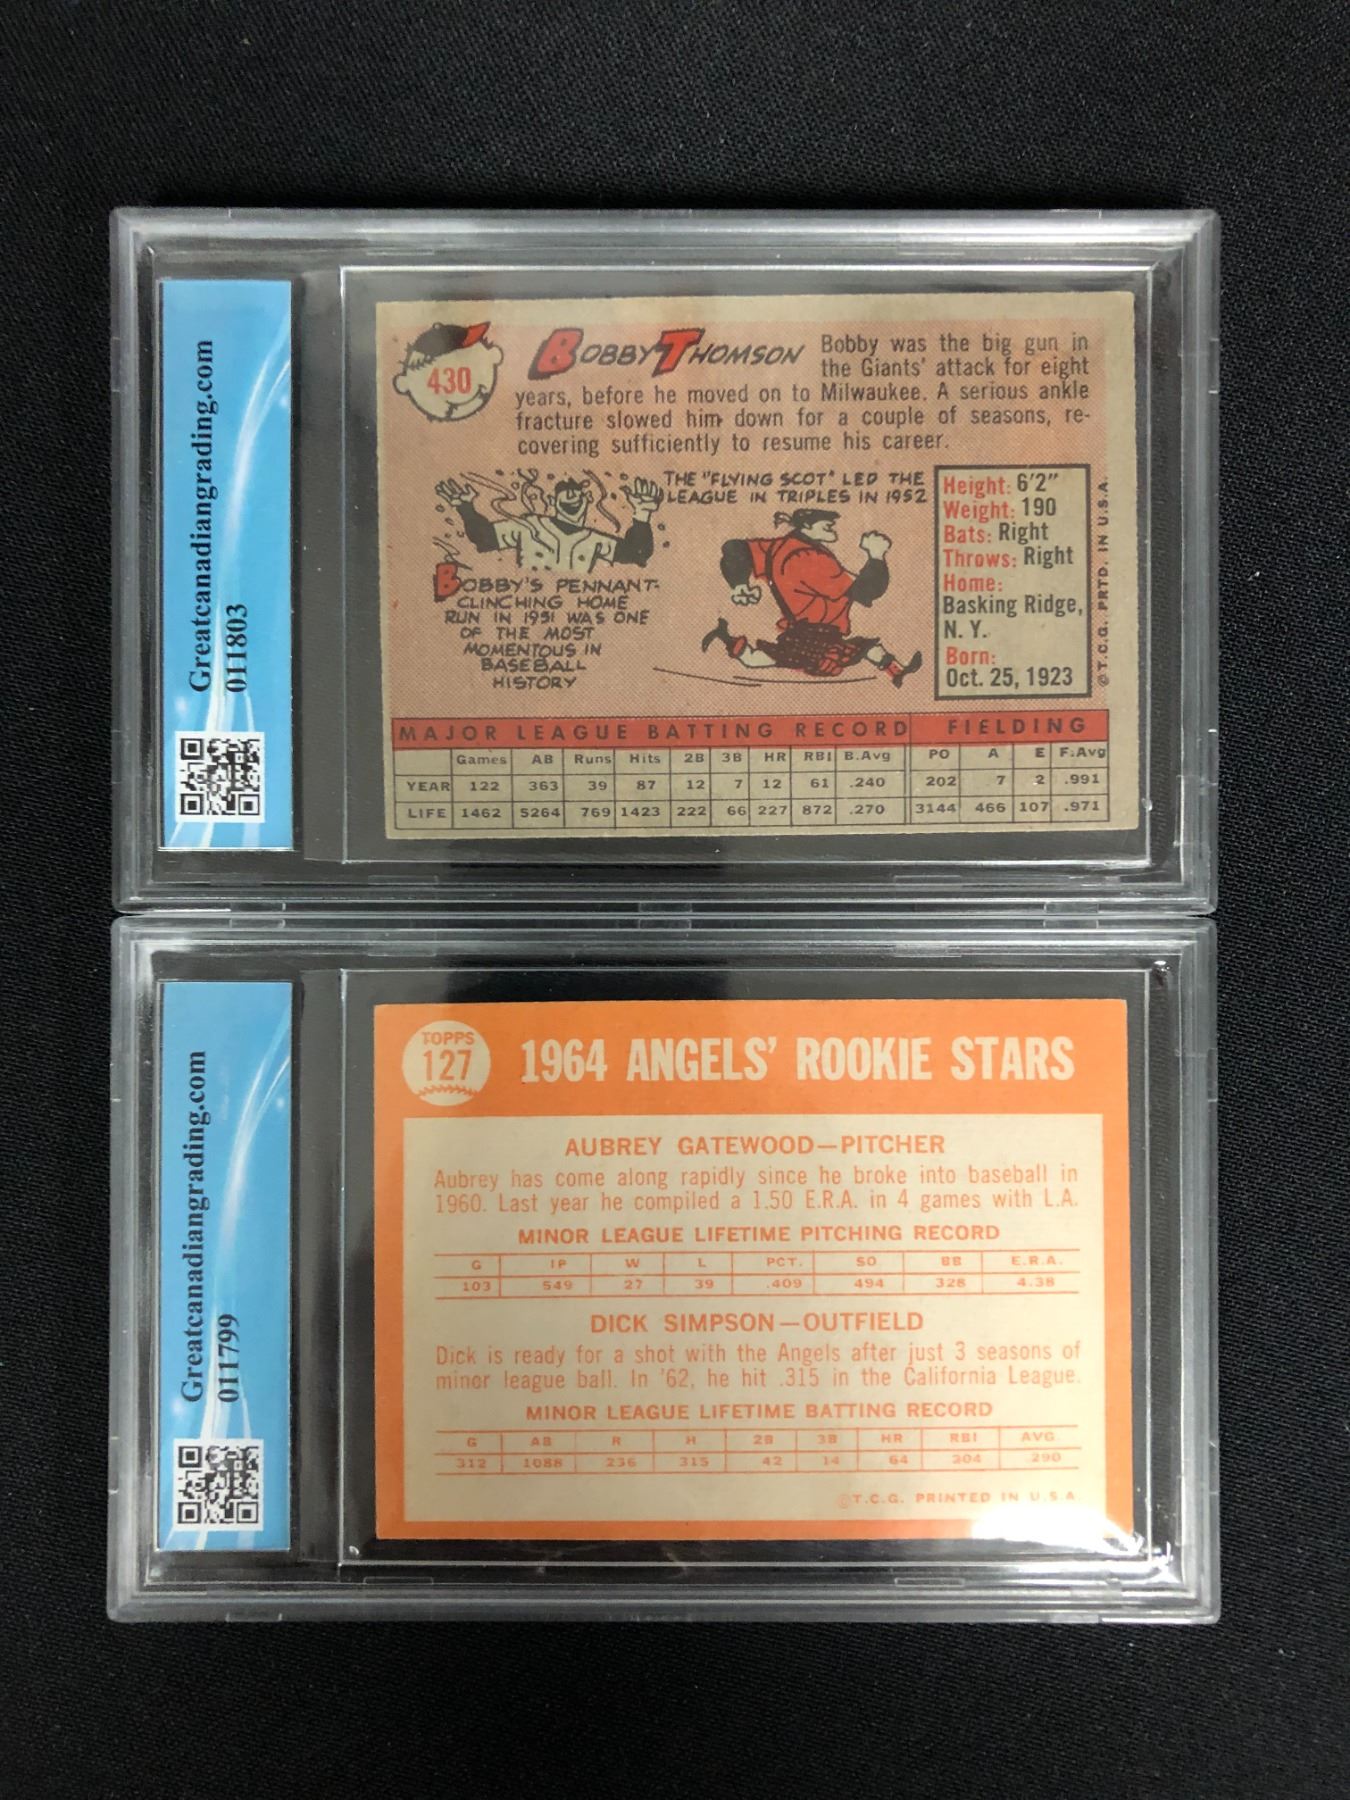 Greatcanadiangrading.com
011803
430
BOBBY THOMSON
Bobby was the big gun in
the Giants' attack for eight
years, before he moved on to Milwaukee. A serious ankle
fracture slowed him down for a couple of seasons, re-
covering sufficiently to resume his career.
BOBBY'S PENNANT-
CLINCHING HOME
RUN IN 1951 WAS ONE
OF THE MOST
MOMENTOUS IN
BASEBALL
HISTORY
THE "FLYING SCOT" LED THE
LEAGUE IN TRIPLES IN 1952
Height: 6'2"
Weight: 190
Bats: Right
Throws: Right
Home:
Basking Ridge,
N. Y.
Born:
Oct. 25, 1923
©T.C.G. PRTD. IN U.S.A.
MAJOR LEAGUE BATTING RECORD FIELDING
Games AB Runs Hits 2B 3B HR RBI B.Avg PO A E F.Avg
YEAR 122 363 39 87 12 7 12 61 .240 202 7 2 .991
LIFE 1462 5264 769 1423 222 66 227 872 .270 3144 466 107 .971
Greatcanadiangrading.com
011799
TOPPS
127
1964 ANGELS' ROOKIE STARS
AUBREY GATEWOOD—PITCHER
Aubrey has come along rapidly since he broke into baseball in
1960. Last year he compiled a 1.50 E.R.A. in 4 games with L.A.
MINOR LEAGUE LIFETIME PITCHING RECORD
G IP W L PCT. SO BB E.R.A.
103 549 27 39 .409 494 328 4.38
DICK SIMPSON—OUTFIELD
Dick is ready for a shot with the Angels after just 3 seasons of
minor league ball. In '62, he hit .315 in the California League.
MINOR LEAGUE LIFETIME BATTING RECORD
G AB R H 2B 3B HR RBI AVG.
312 1088 236 315 42 14 64 204 .290
©T.C.G. PRINTED IN U.S.A.